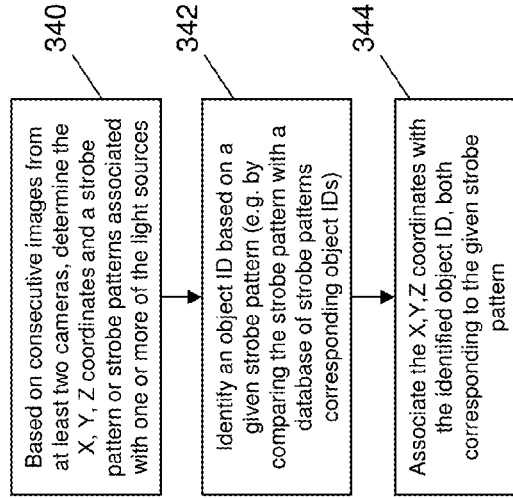 Based on consecutive images from
at least two cameras, determine the
X, Y, Z coordinates and a strobe
pattern or strobe patterns associated
with one or more of the light sources
340
Identify an object ID based on a
given strobe pattern (e.g. by
comparing the strobe pattern with a
database of strobe patterns
corresponding object IDs)
342
Associate the X,Y,Z coordinates with
the identified object ID, both
corresponding to the given strobe
pattern
344